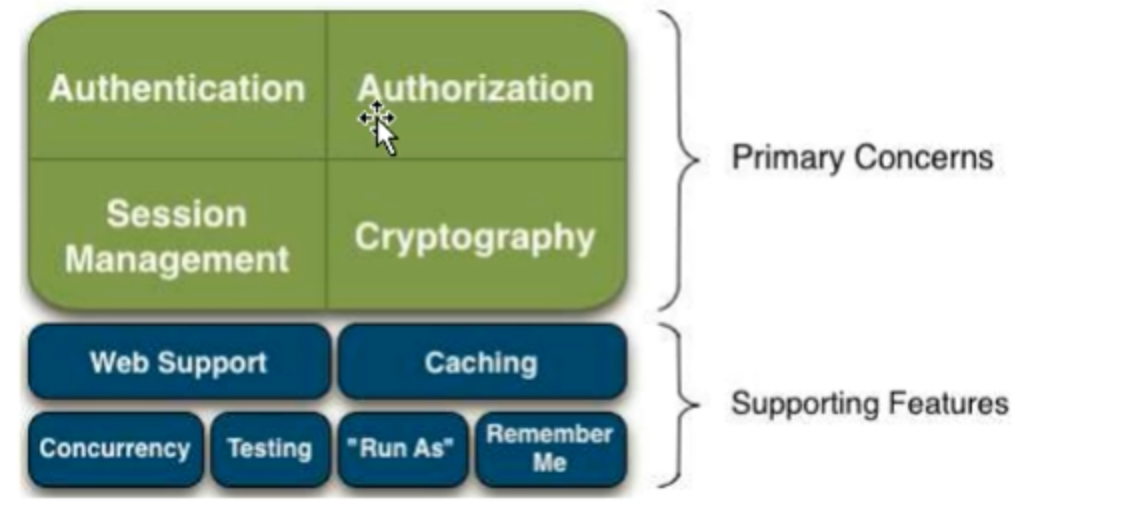 Authentication
Authorization
Session
Management
Cryptography
Primary Concerns
Web Support
Caching
Concurrency
Testing
"Run As"
Remember
Me
Supporting Features